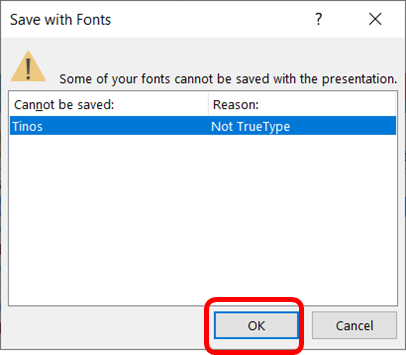 Save with Fonts ?
Some of your fonts cannot be saved with the presentation.
Cannot be saved: Reason:
Tinos Not TrueType
OK Cancel